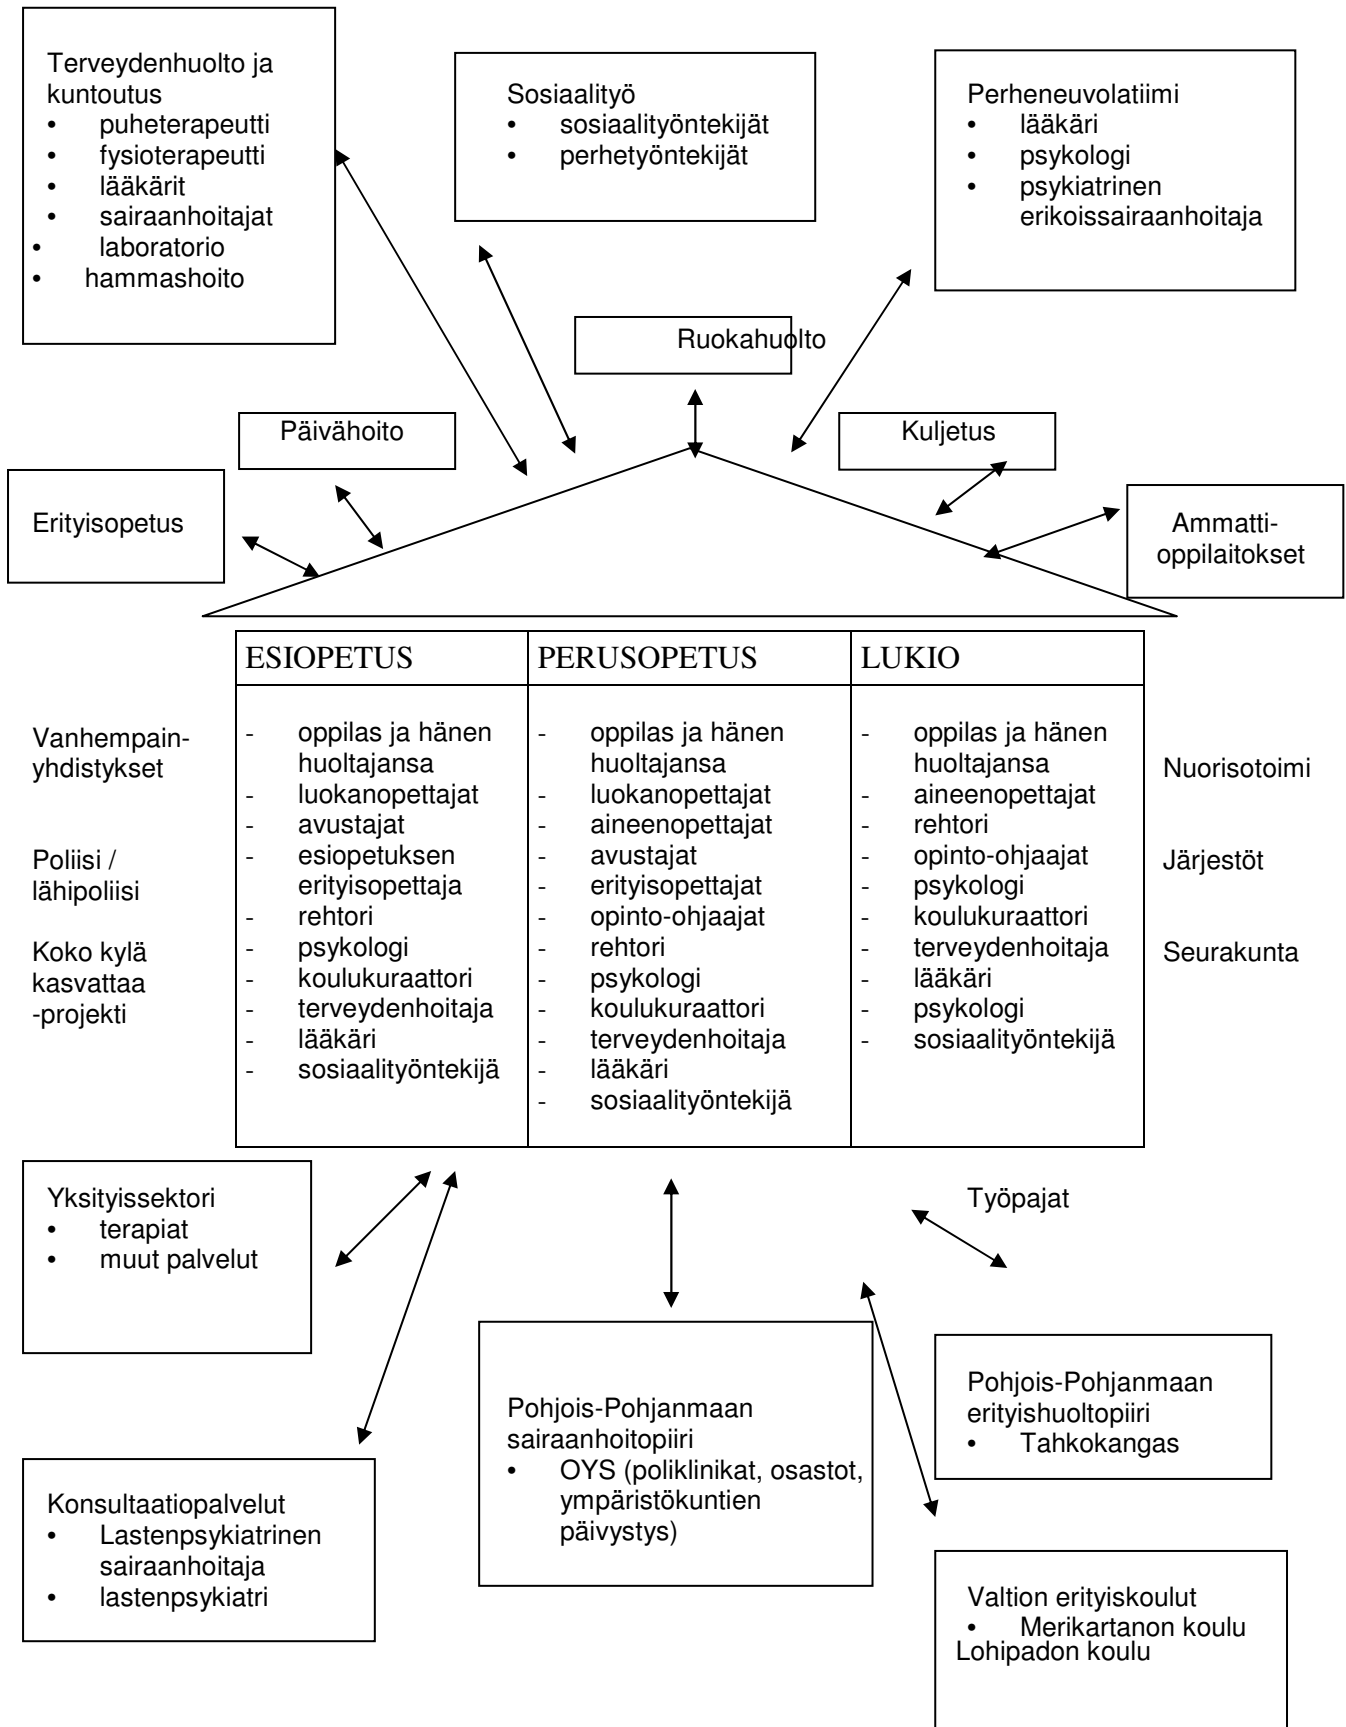 Terveydenhuolto ja
kuntoutus
• puheterapeutti
• fysioterapeutti
• lääkärit
• sairaanhoitajat
• laboratorio
• hammashoito
Sosiaalityö
• sosiaalityöntekijät
• perhetyöntekijät
Perheneuvolatiimi
• lääkäri
• psykologi
• psykiatrinen
erikoissairaanhoitaja
Ruokahuolto
Päivähoito
Kuljetus
Erityisopetus
Ammatti-
oppilaitokset
ESIOPETUS
- oppilas ja hänen
huoltajansa
- luokanopettajat
- avustajat
- esiopetuksen
erityisopettaja
- rehtori
- psykologi
- koulukuraattori
- terveydenhoitaja
- lääkäri
- sosiaalityöntekijä
PERUSOPETUS
- oppilas ja hänen
huoltajansa
- luokanopettajat
- aineenopettajat
- avustajat
- erityisopettajat
- opinto-ohjaajat
- rehtori
- psykologi
- koulukuraattori
- terveydenhoitaja
- lääkäri
- sosiaalityöntekijä
LUKIO
- oppilas ja hänen
huoltajansa
- aineenopettajat
- rehtori
- opinto-ohjaajat
- psykologi
- koulukuraattori
- terveydenhoitaja
- lääkäri
- psykologi
- sosiaalityöntekijä
Vanhempain-
yhdistykset
Poliisi /
lähipoliisi
Koko kylä
kasvattaa
-projekti
Nuorisotoimi
Järjestöt
Seurakunta
Yksityissektori
• terapiat
• muut palvelut
Työpajat
Konsultaatiopalvelut
• Lastenpsykiatrinen
sairaanhoitaja
• lastenpsykiatri
Pohjois-Pohjanmaan
sairaanhoitopiiri
• OYS (poliklinikat, osastot,
ympäristökuntien
päivystys)
Pohjois-Pohjanmaan
erityishuoltopiiri
• Tahkokangas
Valtion erityiskoulut
• Merikartanon koulu
Lohipadon koulu